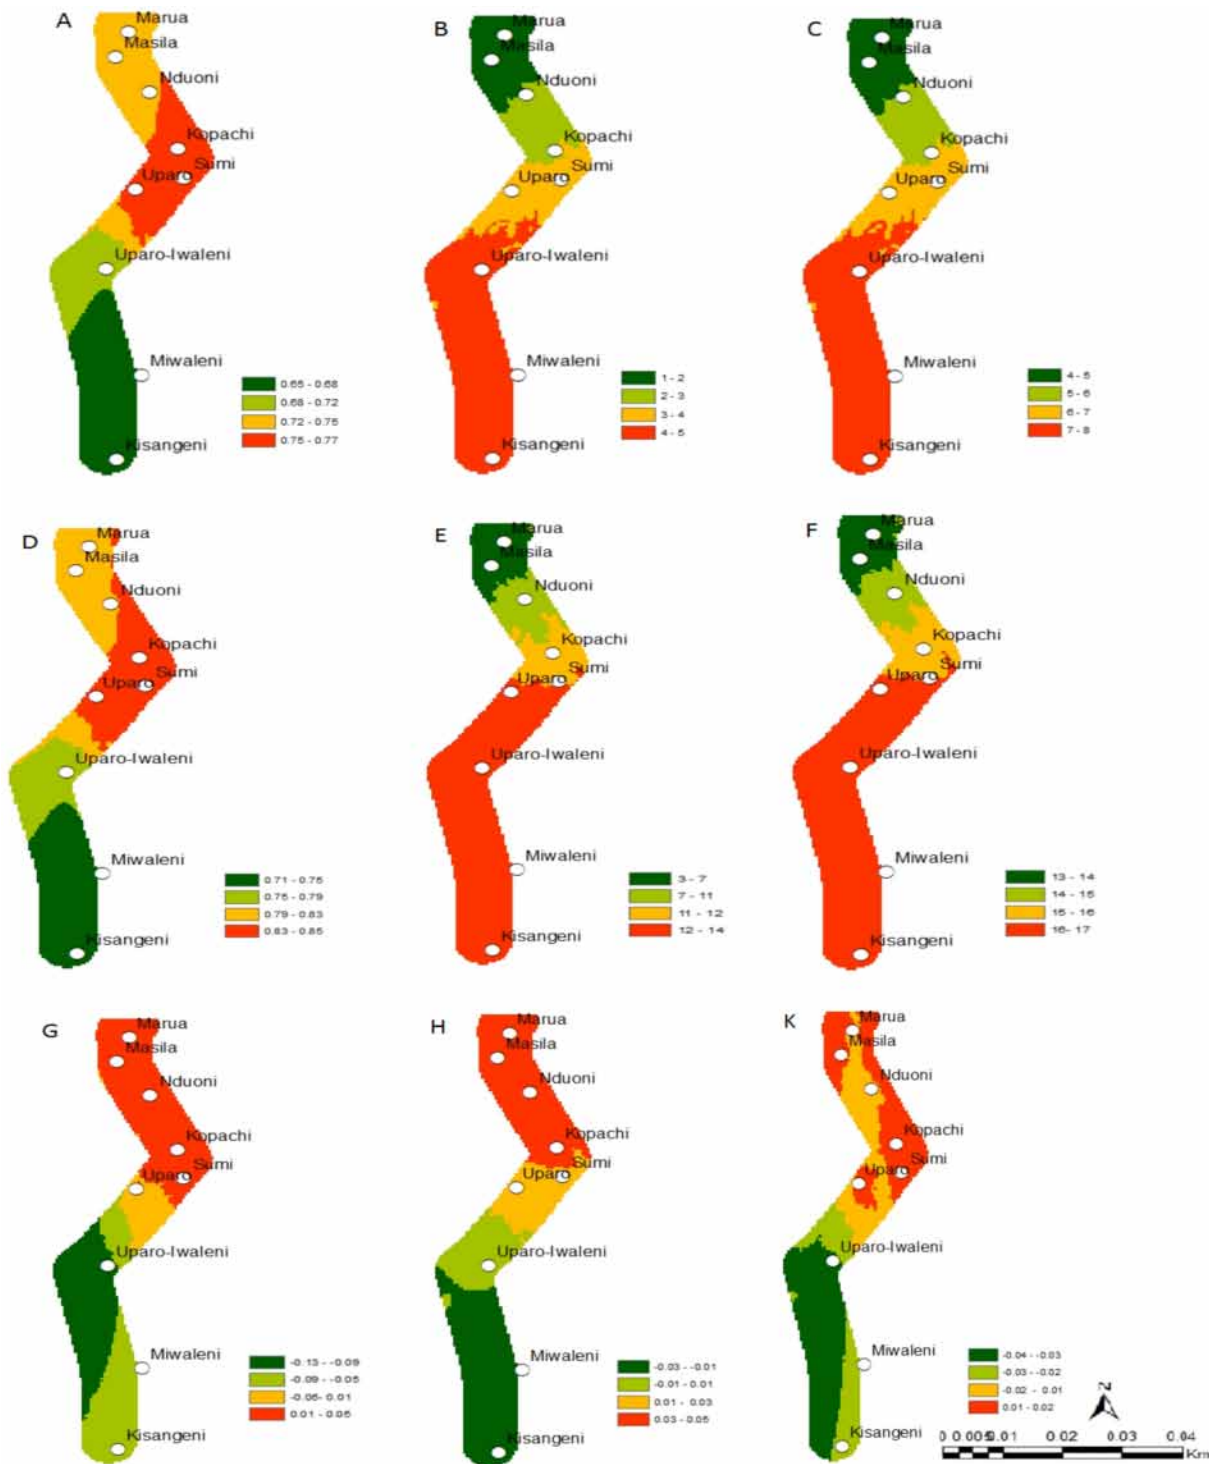 A
Marua
Masila
Nduoni
Kopachi
Sumi
Uparo
Uparo-Iwaleni
Miwaleni
Kisangeni
0.65 - 0.68
0.68 - 0.72
0.72 - 0.75
0.75 - 0.77
B
Marua
Masila
Nduoni
Kopachi
Sumi
Uparo
Uparo-Iwaleni
Miwaleni
Kisangeni
1 - 2
2 - 3
3 - 4
4 - 5
C
Marua
Masila
Nduoni
Kopachi
Sumi
Uparo
Uparo-Iwaleni
Miwaleni
Kisangeni
4 - 5
5 - 6
6 - 7
7 - 8
D
Marua
Masila
Nduoni
Kopachi
Sumi
Uparo
Uparo-Iwaleni
Miwaleni
Kisangeni
0.71 - 0.75
0.75 - 0.79
0.79 - 0.83
0.83 - 0.85
E
Marua
Masila
Nduoni
Kopachi
Sumi
Uparo
Uparo-Iwaleni
Miwaleni
Kisangeni
3 - 7
7 - 11
11 - 12
12 - 14
F
Marua
Masila
Nduoni
Kopachi
Sumi
Uparo
Uparo-Iwaleni
Miwaleni
Kisangeni
13 - 14
14 - 15
15 - 16
16 - 17
G
Marua
Masila
Nduoni
Kopachi
Sumi
Uparo
Uparo-Iwaleni
Miwaleni
Kisangeni
-0.13 - -0.09
-0.09 - -0.05
-0.05- 0.01
0.01 - 0.05
H
Marua
Masila
Nduoni
Kopachi
Sumi
Uparo
Uparo-Iwaleni
Miwaleni
Kisangeni
-0.03 - -0.01
-0.01 - 0.01
0.01 - 0.03
0.03 - 0.05
K
Marua
Masila
Nduoni
Kopachi
Sumi
Uparo
Uparo-Iwaleni
Miwaleni
Kisangeni
-0.04 - -0.03
-0.03 - -0.02
-0.02 - 0.01
0.01 - 0.02
N
0 0.005 0.01 0.02 0.03 0.04
Km